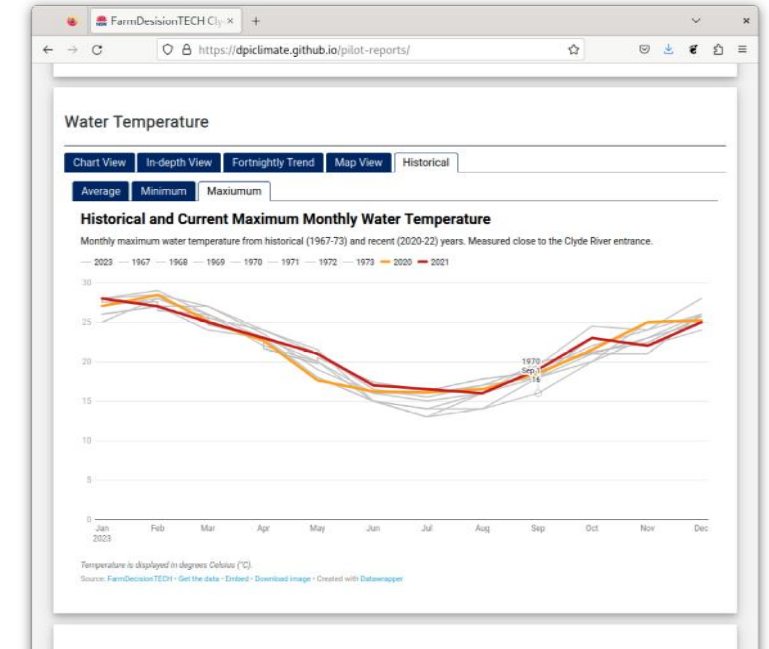 FarmDesisionTECH Cly
https://dpiclimate.github.io/pilot-reports/
Water Temperature
Chart View In-depth View Fortnightly Trend Map View Historical
Average Minimum Maxiumum
Historical and Current Maximum Monthly Water Temperature
Monthly maximum water temperature from historical (1967-73) and recent (2020-22) years. Measured close to the Clyde River entrance.
2023 1967 1968 1969 1970 1971 1972 1973 2020 2021
30
25
20
15
10
5
0
1970
Sep 1
16
Jan Feb Mar Apr May Jun Jul Aug Sep Oct Nov Dec
2023
Temperature is displayed in degrees Celsius (°C).
Source: FarmDecisionTECH • Get the data • Embed • Download image • Created with Datawrapper